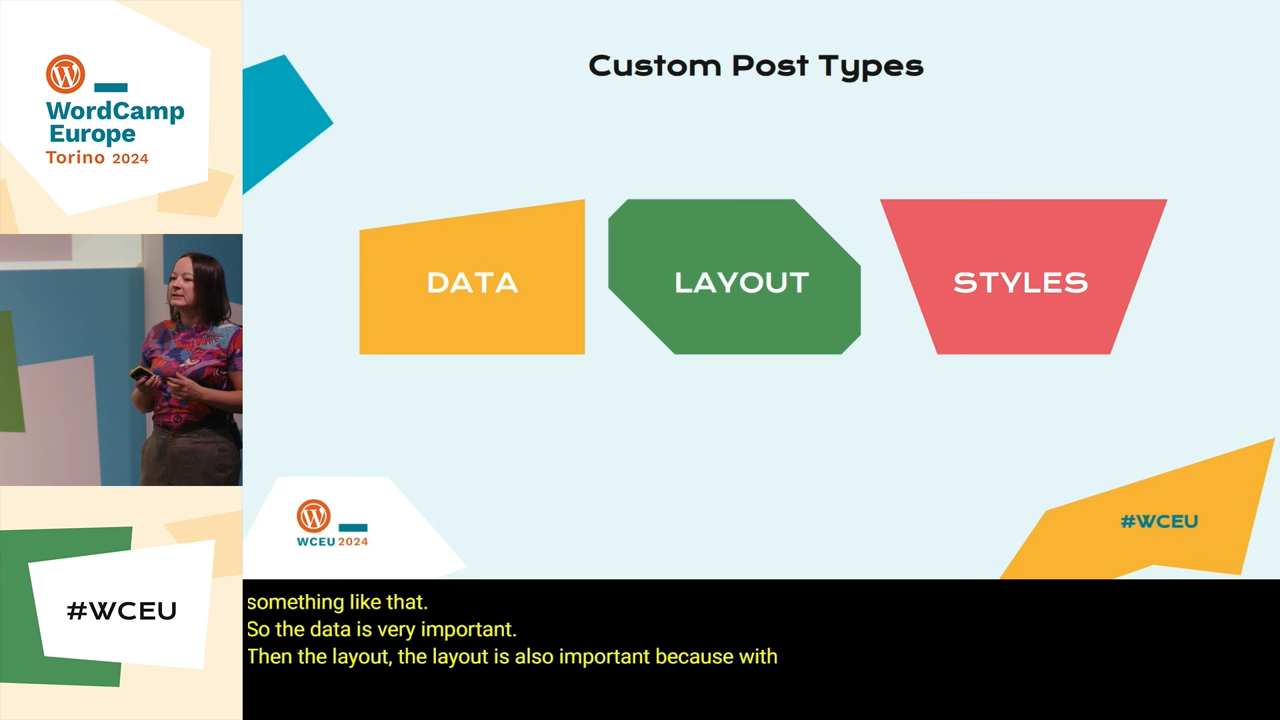 WordCamp
Europe
Torino 2024
#WCEU
Custom Post Types
DATA
LAYOUT
STYLES
WCEU 2024
#WCEU
something like that.
So the data is very important.
Then the layout, the layout is also important because with